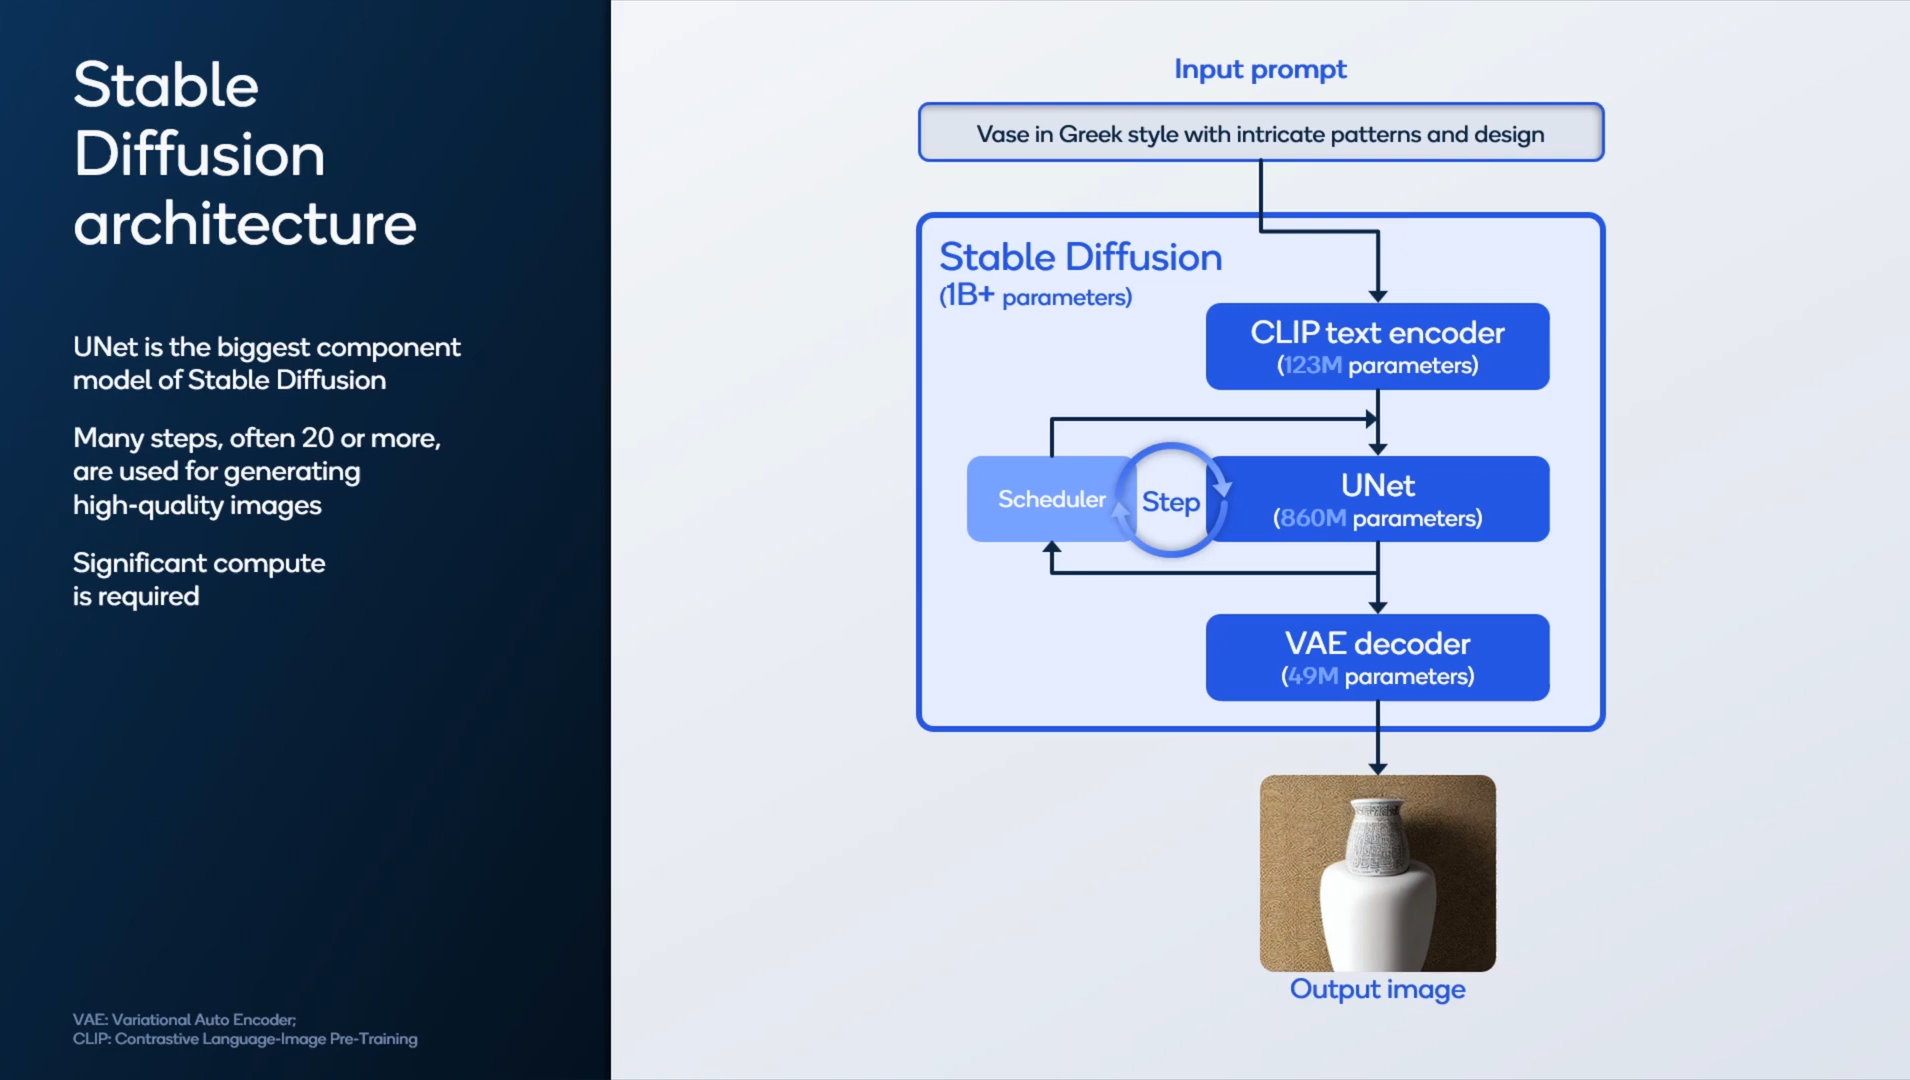 Stable
Diffusion
architecture
UNet is the biggest component
model of Stable Diffusion
Many steps, often 20 or more,
are used for generating
high-quality images
Significant compute
is required
VAE: Variational Auto Encoder;
CLIP: Contrastive Language-Image Pre-Training
Input prompt
Vase in Greek style with intricate patterns and design
Stable Diffusion
(1B+ parameters)
CLIP text encoder
(123M parameters)
Scheduler
Step
UNet
(860M parameters)
VAE decoder
(49M parameters)
Output image